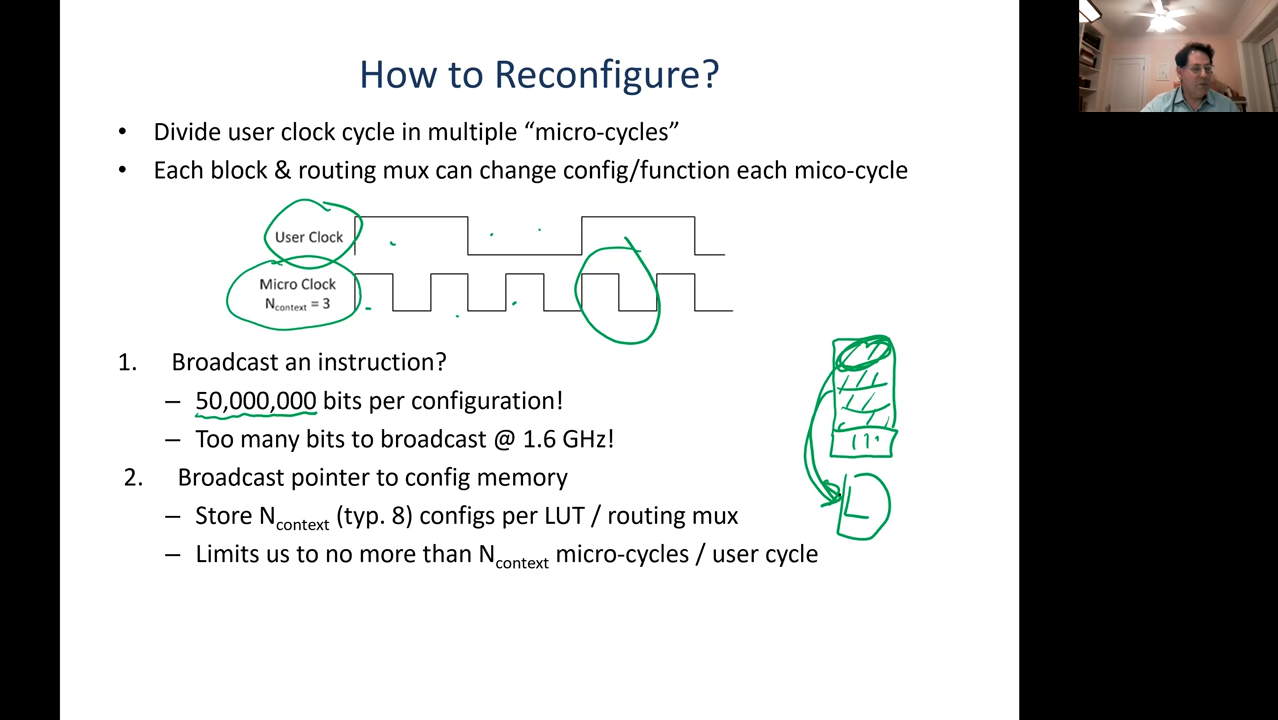 How to Reconfigure?
• Divide user clock cycle in multiple “micro-cycles”
• Each block & routing mux can change config/function each mico-cycle
User Clock
Micro Clock
Ncontext = 3
1. Broadcast an instruction?
– 50,000,000 bits per configuration!
– Too many bits to broadcast @ 1.6 GHz!
2. Broadcast pointer to config memory
– Store Ncontext (typ. 8) configs per LUT / routing mux
– Limits us to no more than Ncontext micro-cycles / user cycle
L